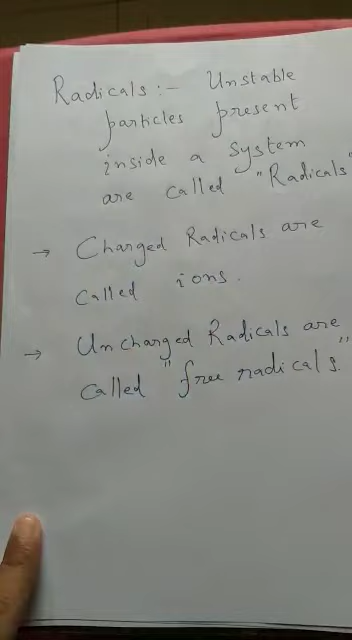 Radicals :- Unstable
particles present
inside a system
are called "Radicals"
→ Charged Radicals are
called ions.
→ Uncharged Radicals are
called "free radicals."